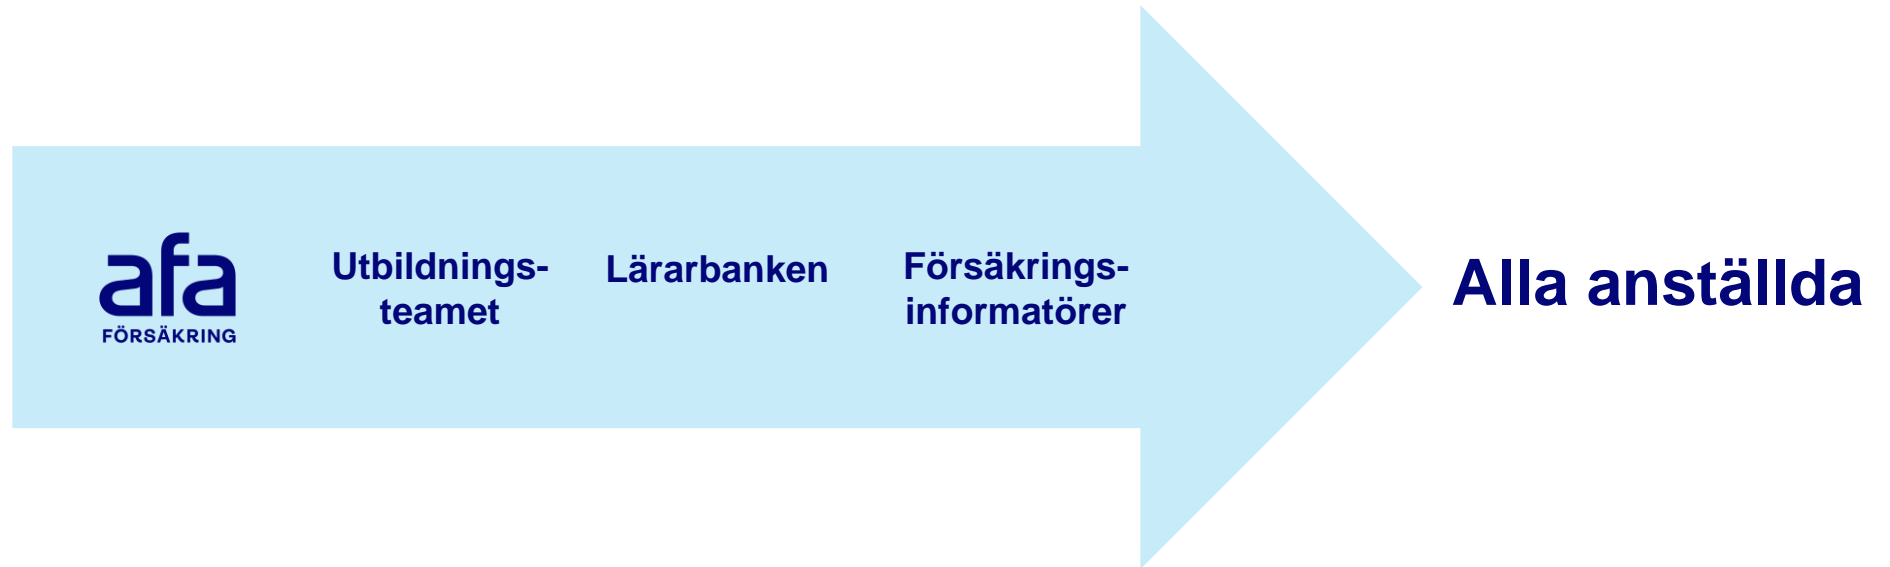 afa
FÖRSÄKRING
Utbildnings-
teamet
Lärarbanken
Försäkrings-
informatörer
Alla anställda